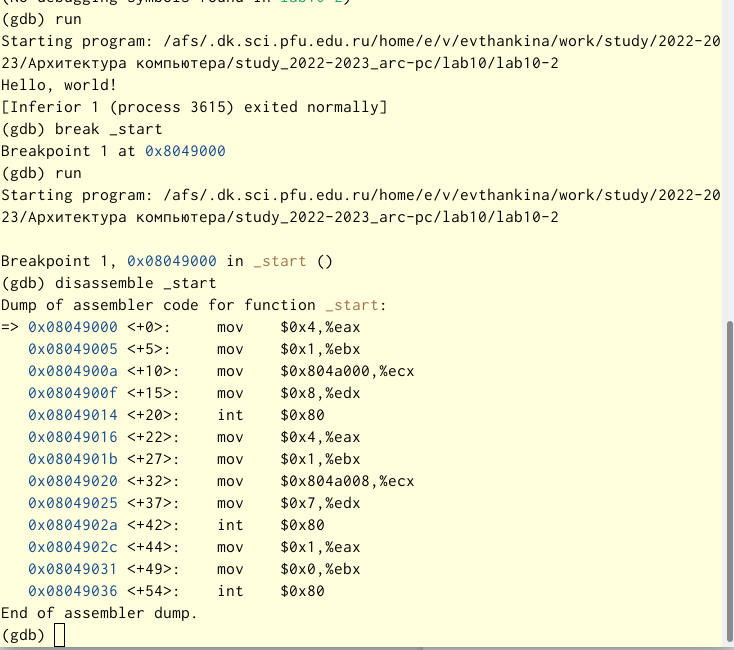 (No debugging symbols found in lab10-2)
(gdb) run
Starting program: /afs/.dk.sci.pfu.edu.ru/home/e/v/evthankina/work/study/2022-20
23/Архитектура компьютера/study_2022-2023_arc-pc/lab10/lab10-2
Hello, world!
[Inferior 1 (process 3615) exited normally]
(gdb) break _start
Breakpoint 1 at 0x8049000
(gdb) run
Starting program: /afs/.dk.sci.pfu.edu.ru/home/e/v/evthankina/work/study/2022-20
23/Архитектура компьютера/study_2022-2023_arc-pc/lab10/lab10-2
Breakpoint 1, 0x08049000 in _start ()
(gdb) disassemble _start
Dump of assembler code for function _start:
=> 0x08049000 <+0>:     mov    $0x4,%eax
   0x08049005 <+5>:     mov    $0x1,%ebx
   0x0804900a <+10>:    mov    $0x804a000,%ecx
   0x0804900f <+15>:    mov    $0x8,%edx
   0x08049014 <+20>:    int    $0x80
   0x08049016 <+22>:    mov    $0x4,%eax
   0x0804901b <+27>:    mov    $0x1,%ebx
   0x08049020 <+32>:    mov    $0x804a008,%ecx
   0x08049025 <+37>:    mov    $0x7,%edx
   0x0804902a <+42>:    int    $0x80
   0x0804902c <+44>:    mov    $0x1,%eax
   0x08049031 <+49>:    mov    $0x0,%ebx
   0x08049036 <+54>:    int    $0x80
End of assembler dump.
(gdb)